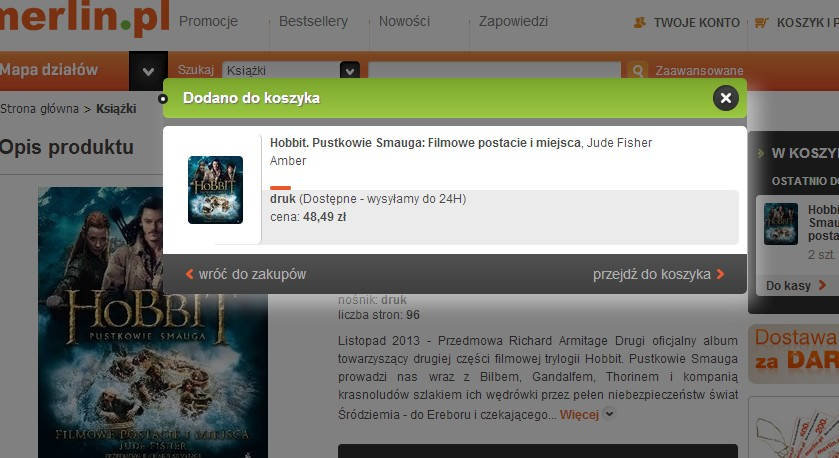 merlin.pl
Promocje
Bestsellery
Nowości
Zapowiedzi
TWOJE KONTO
KOSZYK I P
Mapa działów
Szukaj
Książki
Zaawansowane
Strona główna > Książki
Dodano do koszyka
Opis produktu
Hobbit. Pustkowie Smauga: Filmowe postacie i miejsca, Jude Fisher
Amber
druk (Dostępne - wysyłamy do 24H)
cena: 48,49 zł
wróć do zakupów
przejdź do koszyka
W KOSZY
OSTATNIO DO
Hobbi
Smau
posta
2 szt.
Do kasy
THE HOBBIT
PUSTKOWIE SMAUGA
FILMOWE POSTACIE I MIEJSCA
JUDE FISHER
nośnik: druk
liczba stron: 96
Listopad 2013 - Przedmowa Richard Armitage Drugi oficjalny album
towarzyszący drugiej części filmowej trylogii Hobbit. Pustkowie Smauga
prowadzi nas wraz z Bilbem, Gandalfem, Thorinem i kompanią
krasnoludów szlakiem ich wędrówki przez pełen niebezpieczeństw świat
Śródziemia - do Ereboru i czekającego... Więcej
Dostawa
za DAR